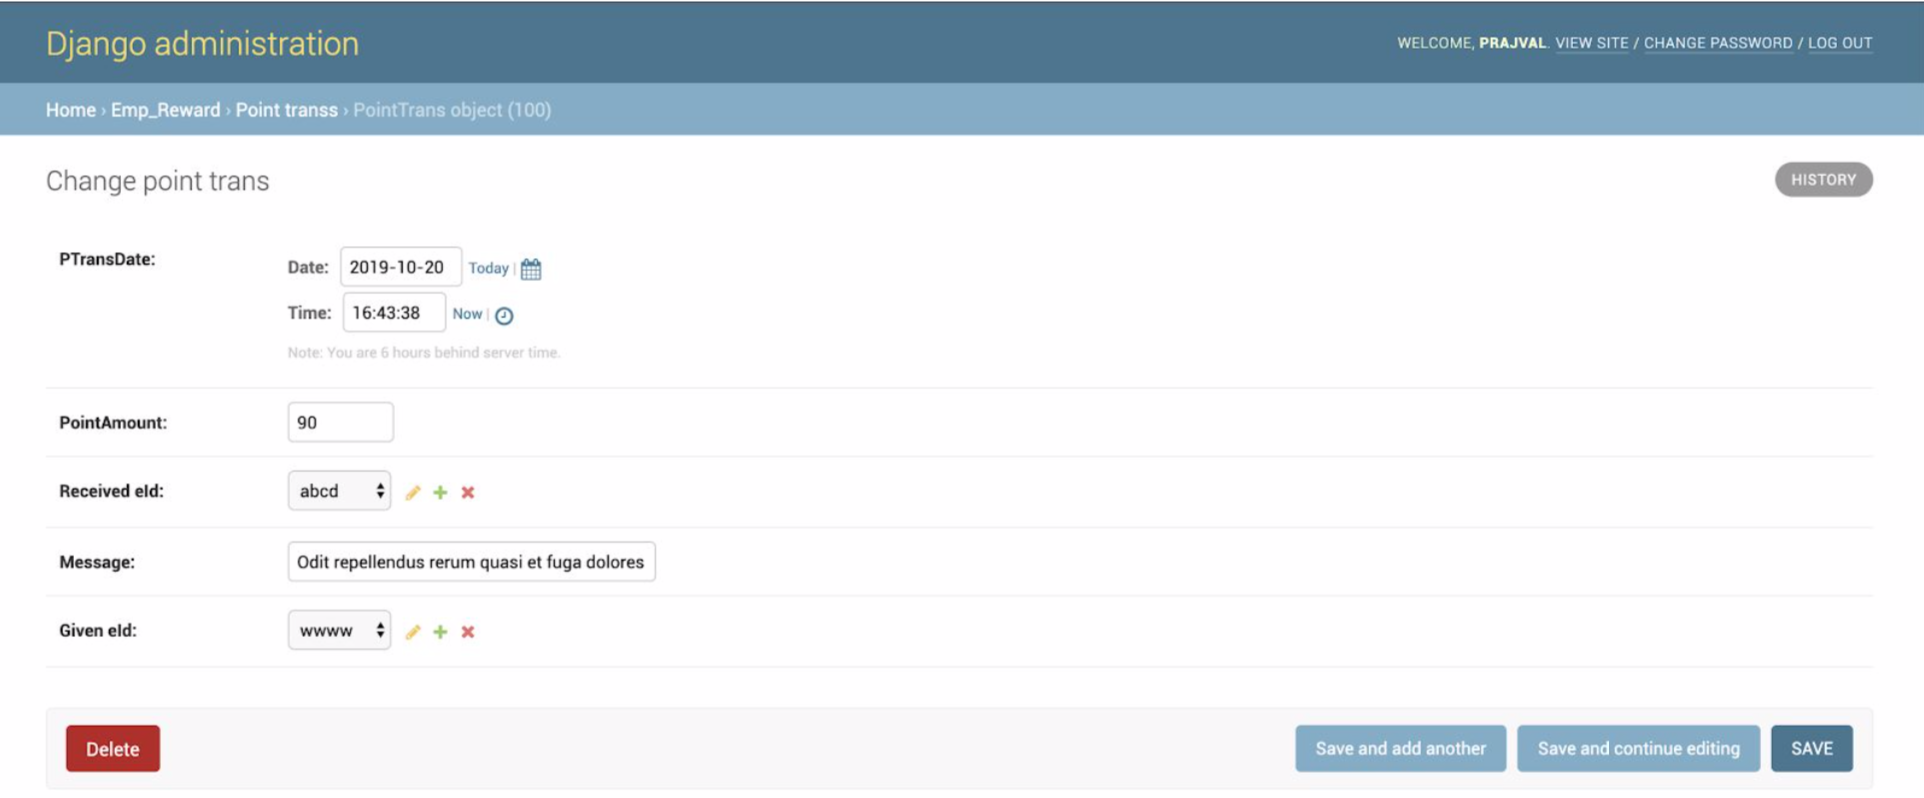 Django administration
WELCOME, PRAJVAL. VIEW SITE / CHANGE PASSWORD / LOG OUT
Home › Emp_Reward › Point transs › PointTrans object (100)
Change point trans
HISTORY
PTransDate:
Date: 2019-10-20 Today |
Time: 16:43:38 Now |
Note: You are 6 hours behind server time.
PointAmount: 90
Received eId: abcd
Message: Odit repellendus rerum quasi et fuga dolores
Given eId: wwww
Delete
Save and add another
Save and continue editing
SAVE